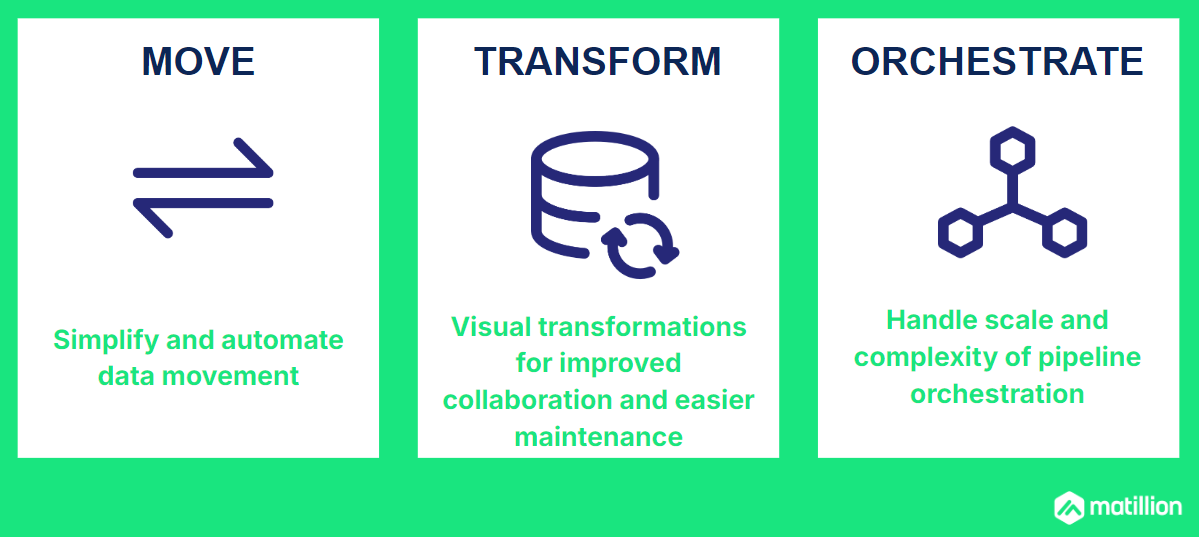 MOVE
Simplify and automate
data movement
TRANSFORM
Visual transformations
for improved
collaboration and easier
maintenance
ORCHESTRATE
Handle scale and
complexity of pipeline
orchestration
matillion